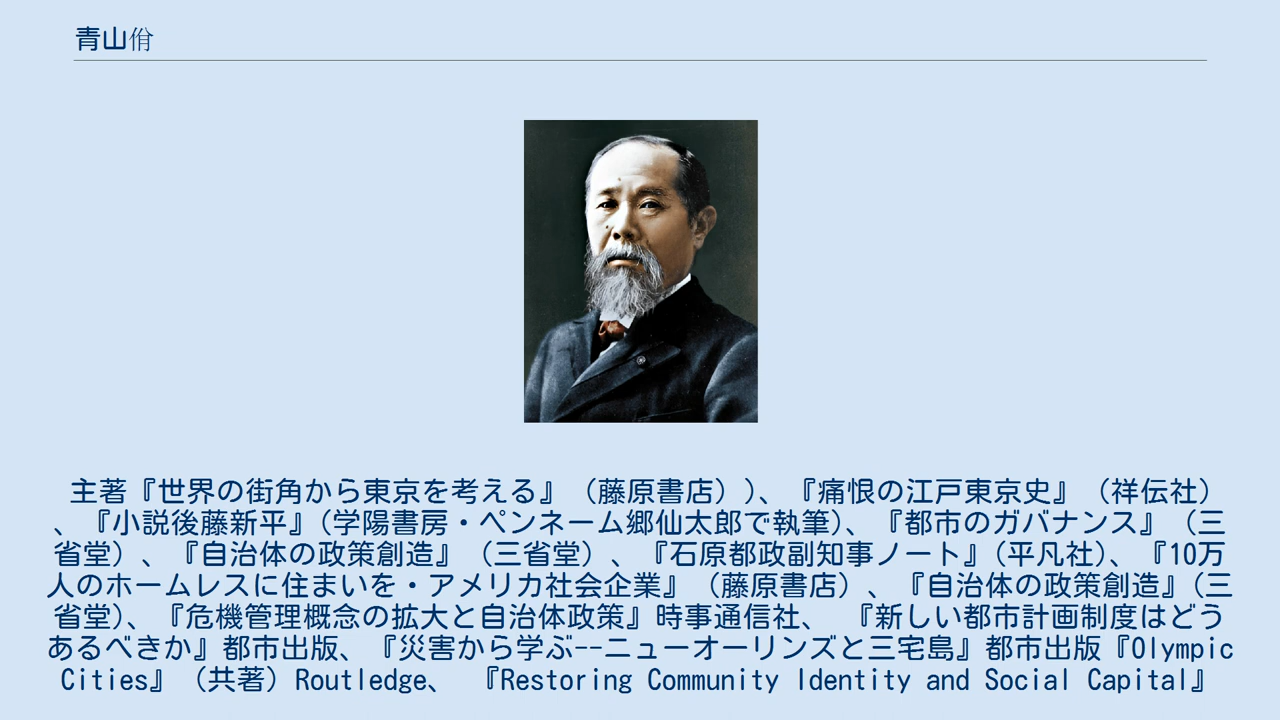 青山佾
主著『世界の街角から東京を考える』（藤原書店））、『痛恨の江戸東京史』（祥伝社）
、『小説後藤新平』（学陽書房・ペンネーム郷仙太郎で執筆）、『都市のガバナンス』（三
省堂）、『自治体の政策創造』（三省堂）、『石原都政副知事ノート』（平凡社）、『10万
人のホームレスに住まいを・アメリカ社会企業』（藤原書店）、『自治体の政策創造』（三
省堂）、『危機管理概念の拡大と自治体政策』時事通信社、 『新しい都市計画制度はどう
あるべきか』都市出版、『災害から学ぶ--ニューオーリンズと三宅島』都市出版『Olympic
Cities』（共著）Routledge、 『Restoring Community Identity and Social Capital』